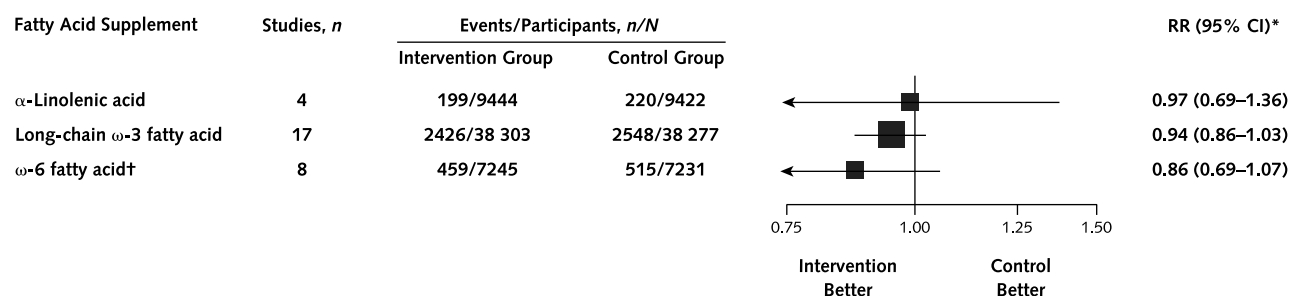 Fatty Acid Supplement Studies, n Events/Participants, n/N RR (95% CI)*
Intervention Group Control Group
α-Linolenic acid 4 199/9444 220/9422 0.97 (0.69–1.36)
Long-chain ω-3 fatty acid 17 2426/38 303 2548/38 277 0.94 (0.86–1.03)
ω-6 fatty acid† 8 459/7245 515/7231 0.86 (0.69–1.07)
0.75 1.00 1.25 1.50
Intervention Control
Better Better